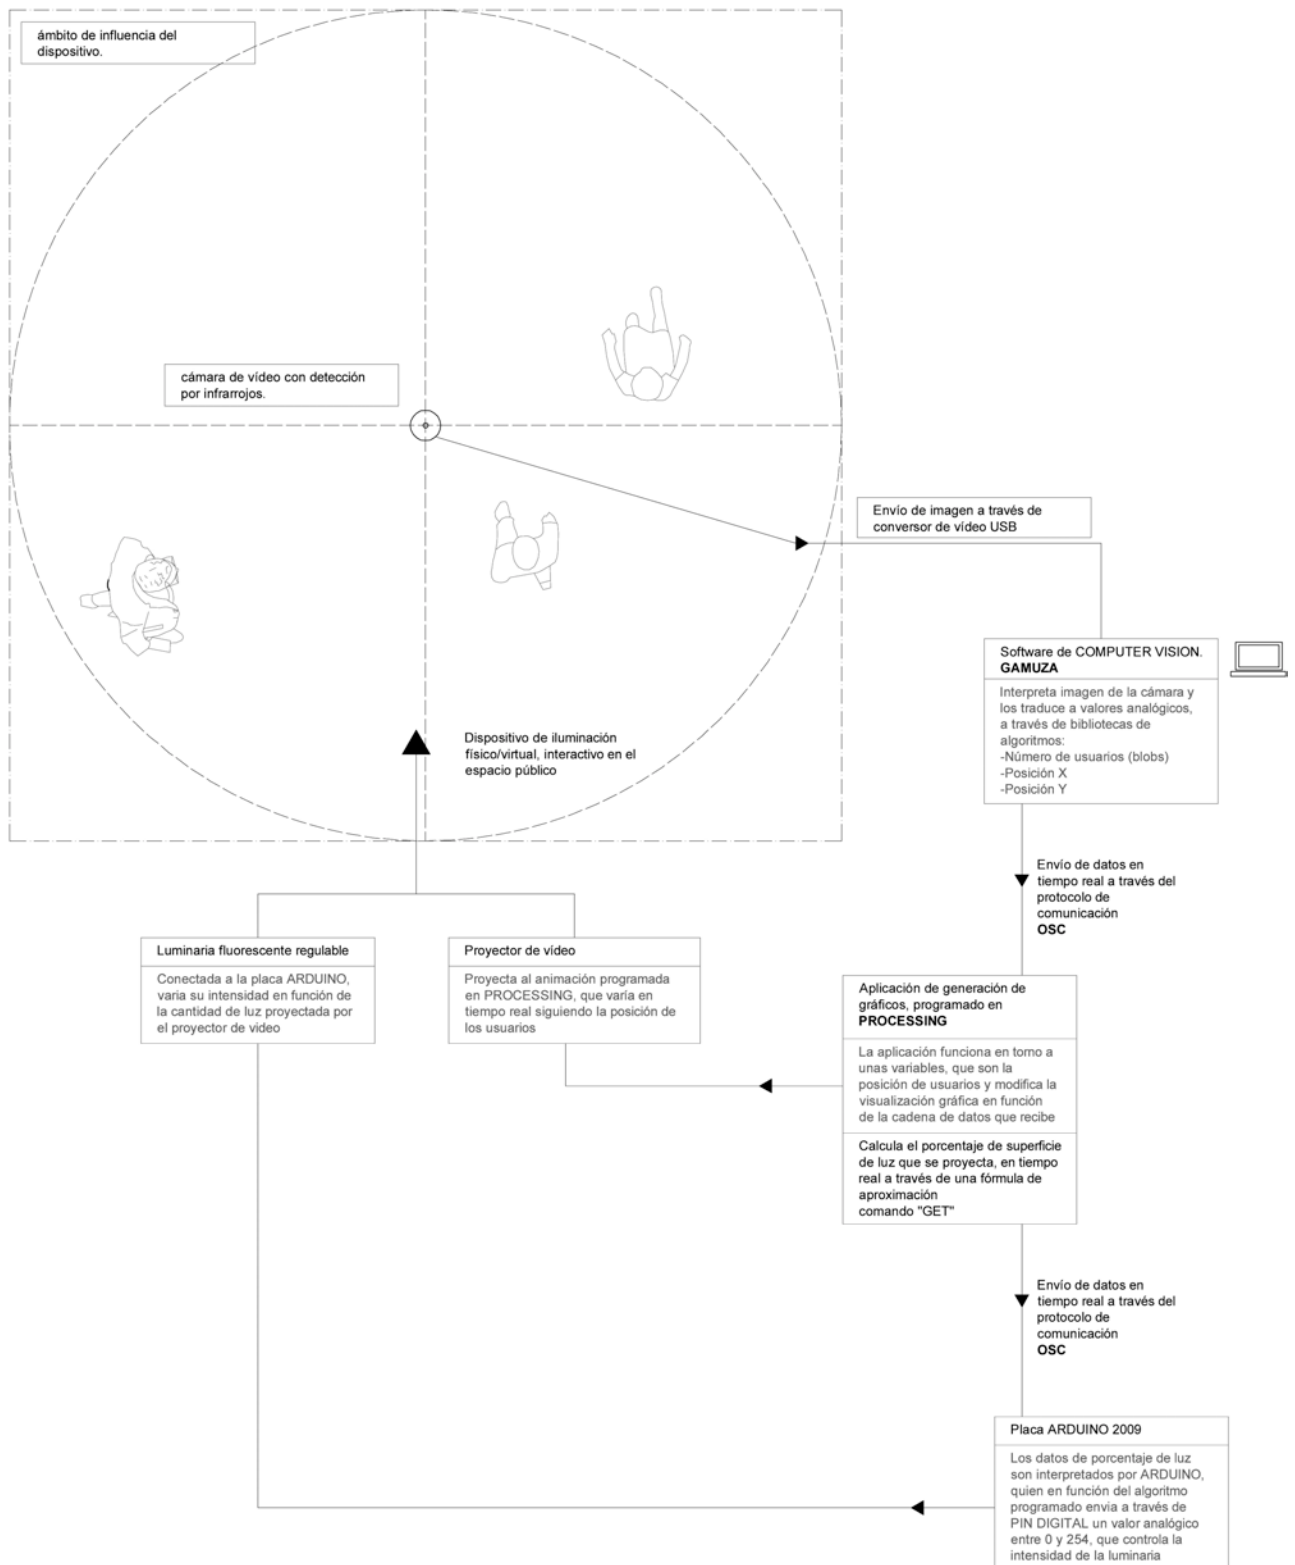 ámbito de influencia del
dispositivo.
cámara de vídeo con detección
por infrarrojos.
Envío de imagen a través de
conversor de vídeo USB
Software de COMPUTER VISION.
GAMUZA
Interpreta imagen de la cámara y
los traduce a valores analógicos,
a través de bibliotecas de
algoritmos:
-Número de usuarios (blobs)
-Posición X
-Posición Y
Dispositivo de iluminación
físico/virtual, interactivo en el
espacio público
Envío de datos en
tiempo real a través del
protocolo de
comunicación
OSC
Luminaria fluorescente regulable
Conectada a la placa ARDUINO,
varia su intensidad en función de
la cantidad de luz proyectada por
el proyector de video
Proyector de vídeo
Proyecta al animación programada
en PROCESSING, que varía en
tiempo real siguiendo la posición de
los usuarios
Aplicación de generación de
gráficos, programado en
PROCESSING
La aplicación funciona en torno a
unas variables, que son la
posición de usuarios y modifica la
visualización gráfica en función
de la cadena de datos que recibe
Calcula el porcentaje de superficie
de luz que se proyecta, en tiempo
real a través de una fórmula de
aproximación
comando "GET"
Envío de datos en
tiempo real a través del
protocolo de
comunicación
OSC
Placa ARDUINO 2009
Los datos de porcentaje de luz
son interpretados por ARDUINO,
quien en función del algoritmo
programado envia a través de
PIN DIGITAL un valor analógico
entre 0 y 254, que controla la
intensidad de la luminaria